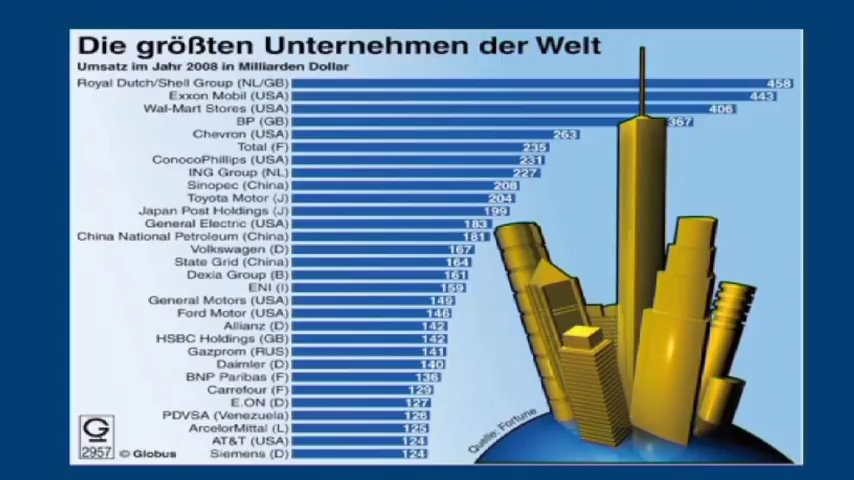 Die größten Unternehmen der Welt
Umsatz im Jahr 2008 in Milliarden Dollar
Royal Dutch/Shell Group (NL/GB) 458
Exxon Mobil (USA) 443
Wal-Mart Stores (USA) 406
BP (GB) 367
Chevron (USA) 263
Total (F) 235
ConocoPhillips (USA) 231
ING Group (NL) 227
Sinopec (China) 208
Toyota Motor (J) 204
Japan Post Holdings (J) 199
General Electric (USA) 183
China National Petroleum (China) 181
Volkswagen (D) 167
State Grid (China) 164
Dexia Group (B) 161
ENI (I) 159
General Motors (USA) 149
Ford Motor (USA) 146
Allianz (D) 142
HSBC Holdings (GB) 142
Gazprom (RUS) 141
Daimler (D) 140
BNP Paribas (F) 136
Carrefour (F) 129
E.ON (D) 127
PDVSA (Venezuela) 126
ArcelorMittal (L) 125
AT&T (USA) 124
Siemens (D) 124
Quelle: Fortune
G
2957 © Globus